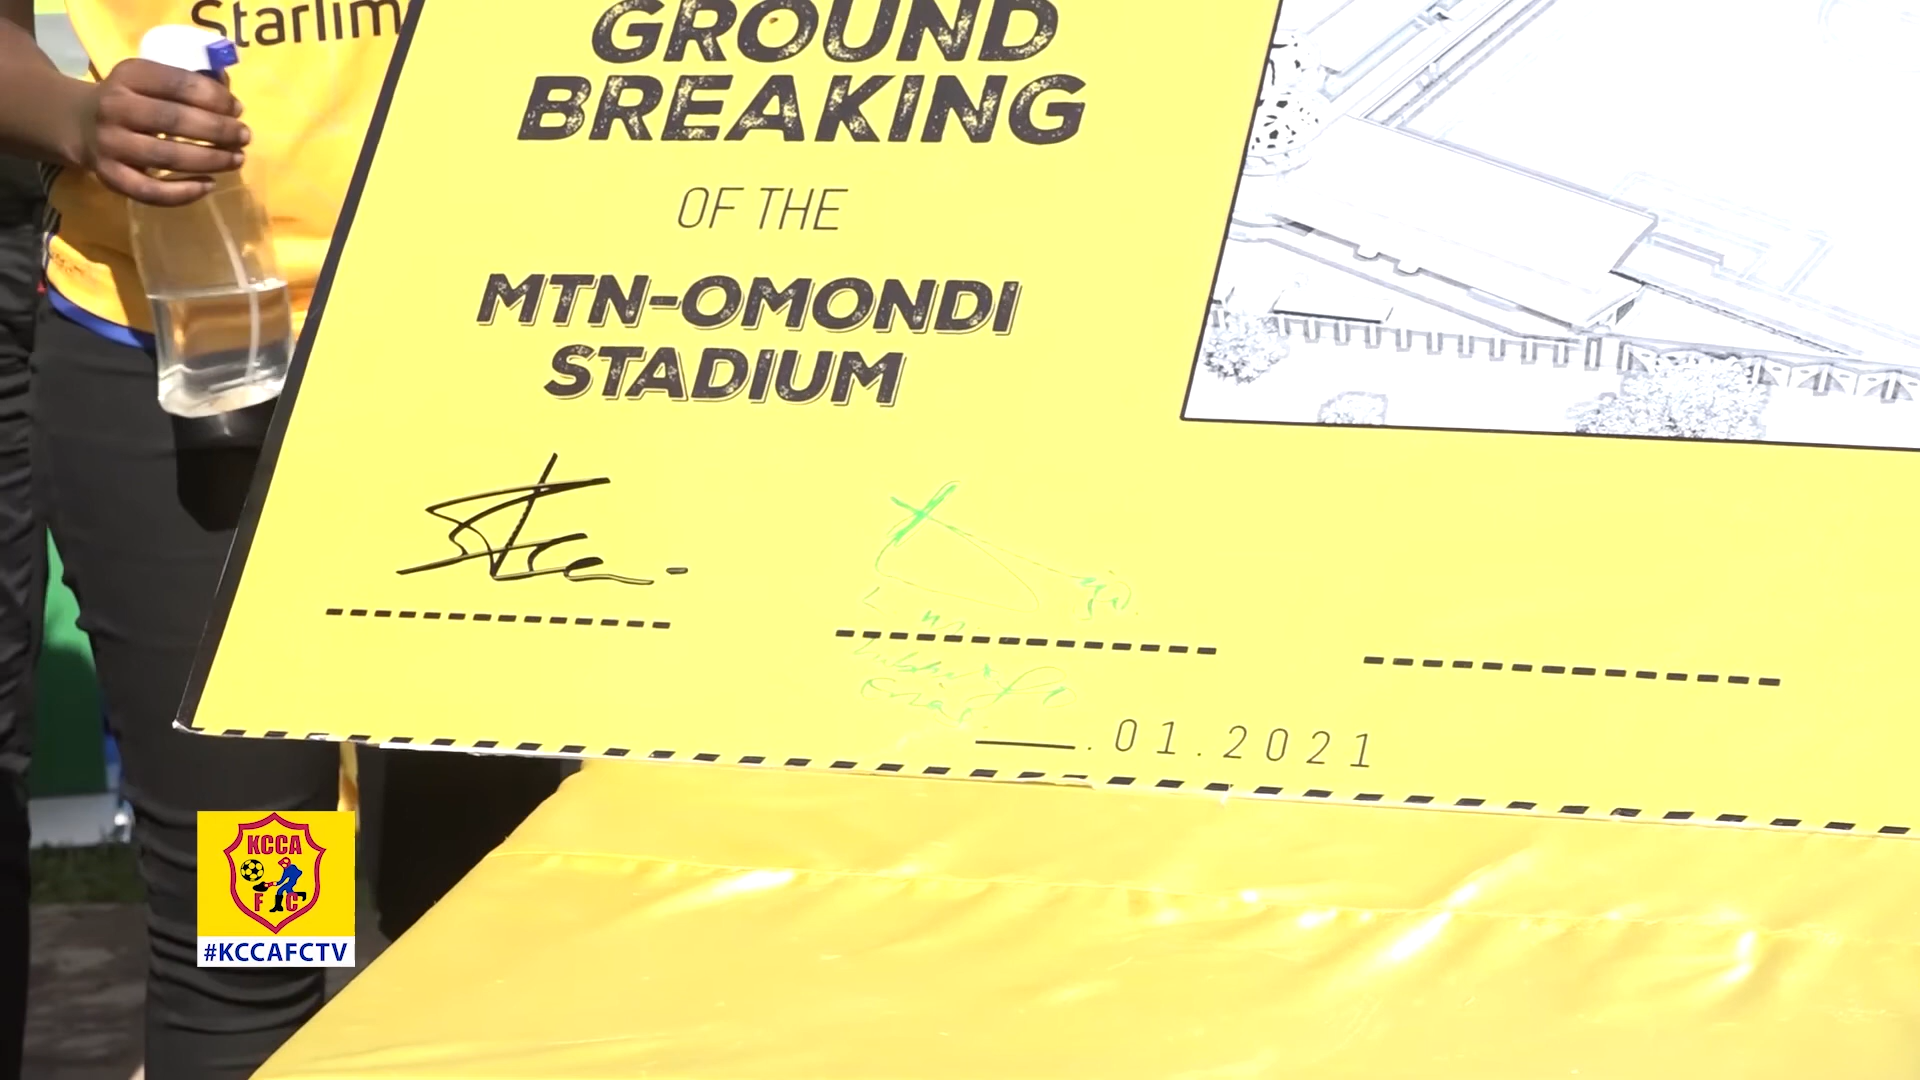 Starlim
GROUND
BREAKING
OF THE
MTN-OMONDI
STADIUM
.01.2021
KCCA
FC
#KCCAFCTV